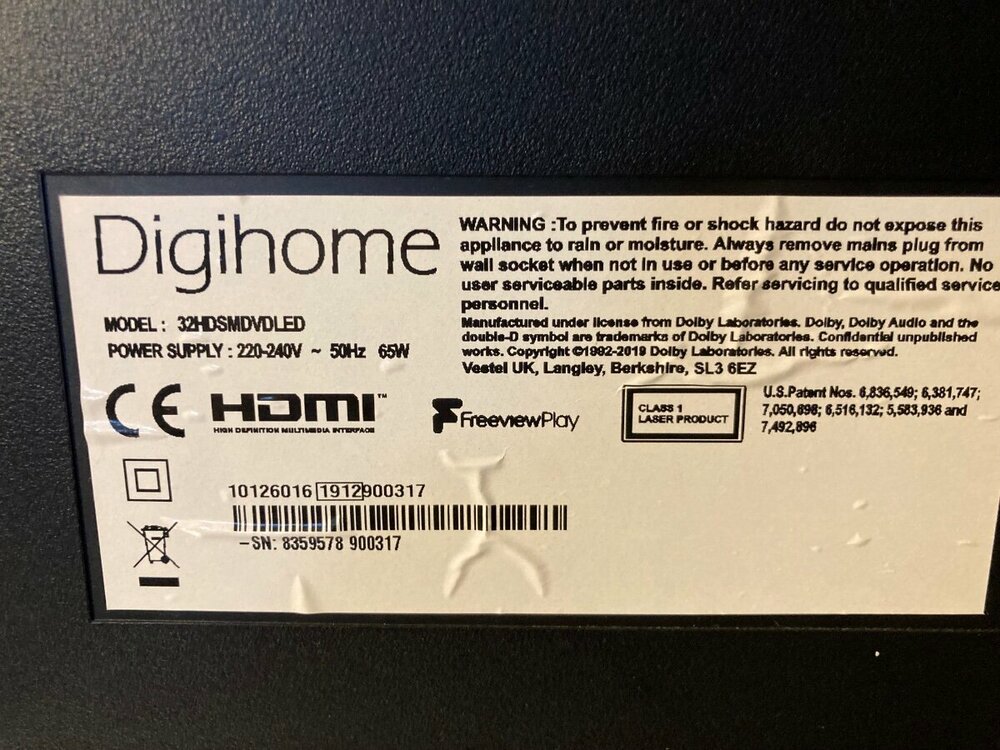 Digihome
MODEL : 32HDSMDVDLED
POWER SUPPLY : 220-240V ~ 50Hz 65W
WARNING :To prevent fire or shock hazard do not expose this
appliance to rain or moisture. Always remove mains plug from
wall socket when not in use or before any service operation. No
user serviceable parts inside. Refer servicing to qualified service
personnel.
Manufactured under license from Dolby Laboratories. Dolby, Dolby Audio and the
double-D symbol are trademarks of Dolby Laboratories. Confidential unpublished
works. Copyright ©1992-2019 Dolby Laboratories. All rights reserved.
Vestel UK, Langley, Berkshire, SL3 6EZ
CE
HDMI™
HIGH DEFINITION MULTIMEDIA INTERFACE
FreeviewPlay
CLASS 1
LASER PRODUCT
U.S.Patent Nos. 6,836,549; 6,381,747;
7,050,698; 6,516,132; 5,583,936 and
7,492,896
10126016 1912900317
-SN: 8359578 900317